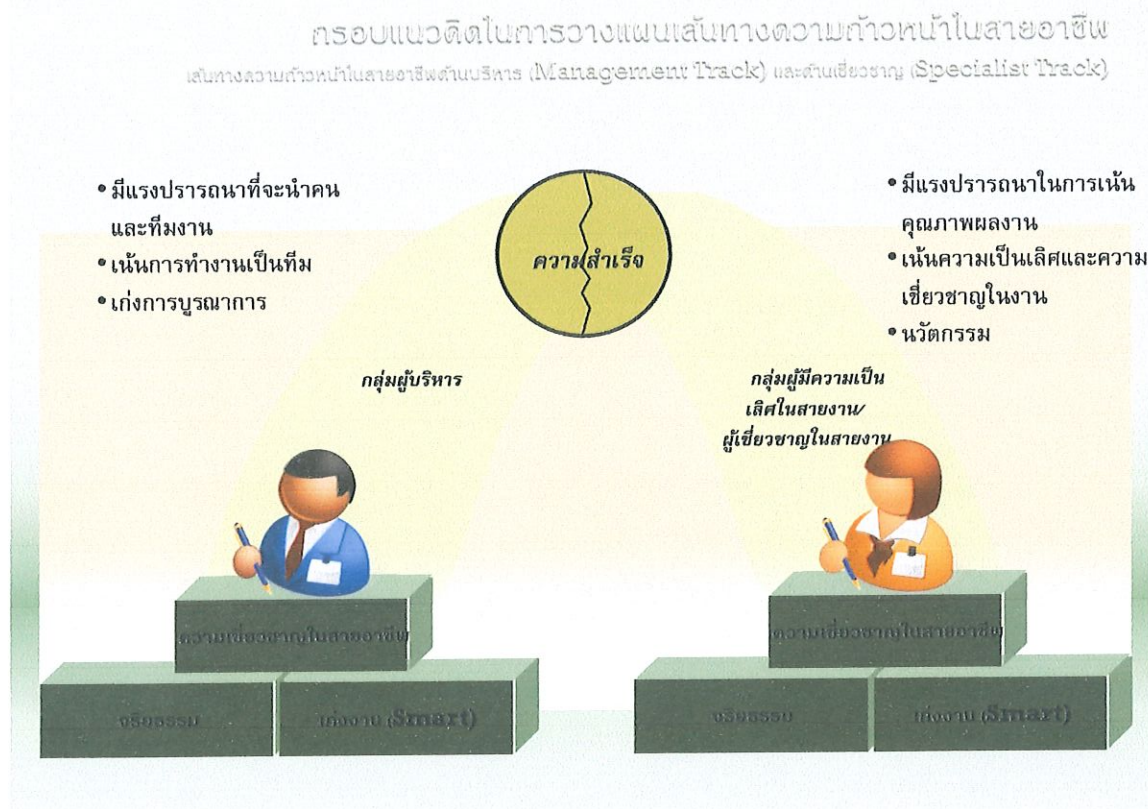 กรอบแนวคิดในการวางแผนเส้นทางความก้าวหน้าในสายอาชีพ
เส้นทางความก้าวหน้าในสายอาชีพด้านบริหาร (Management Track) และด้านเชี่ยวชาญ (Specialist Track)
• มีแรงปรารถนาที่จะนำคน
และทีมงาน
• เน้นการทำงานเป็นทีม
• เก่งการบูรณาการ
ความสำเร็จ
• มีแรงปรารถนาในการเน้น
คุณภาพผลงาน
• เน้นความเป็นเลิศและความ
เชี่ยวชาญในงาน
• นวัตกรรม
กลุ่มผู้บริหาร
กลุ่มผู้มีความเป็น
เลิศในสายงาน/
ผู้เชี่ยวชาญในสายงาน
ความเชี่ยวชาญในสายอาชีพ
จริยธรรม
เก่งงาน (Smart)
ความเชี่ยวชาญในสายอาชีพ
จริยธรรม
เก่งงาน (Smart)